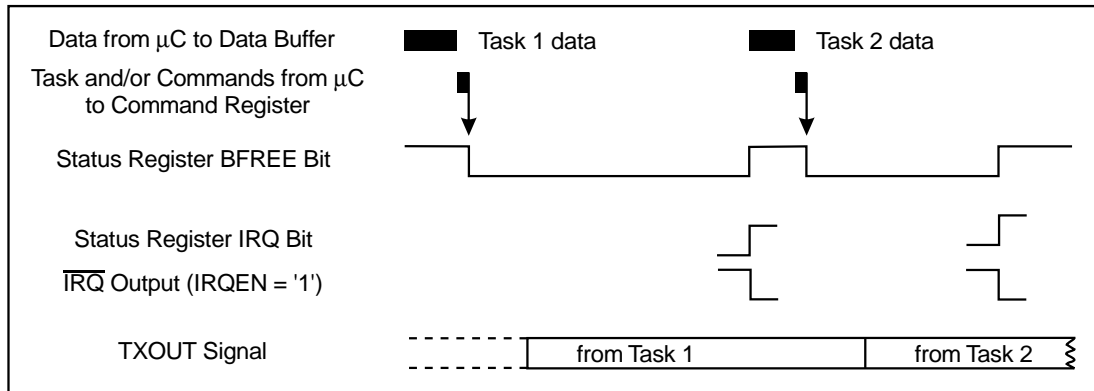 Data from μC to Data Buffer
Task 1 data
Task 2 data
Task and/or Commands from μC
to Command Register
Status Register BFREE Bit
Status Register IRQ Bit
IRQ Output (IRQEN = '1')
TXOUT Signal
from Task 1
from Task 2